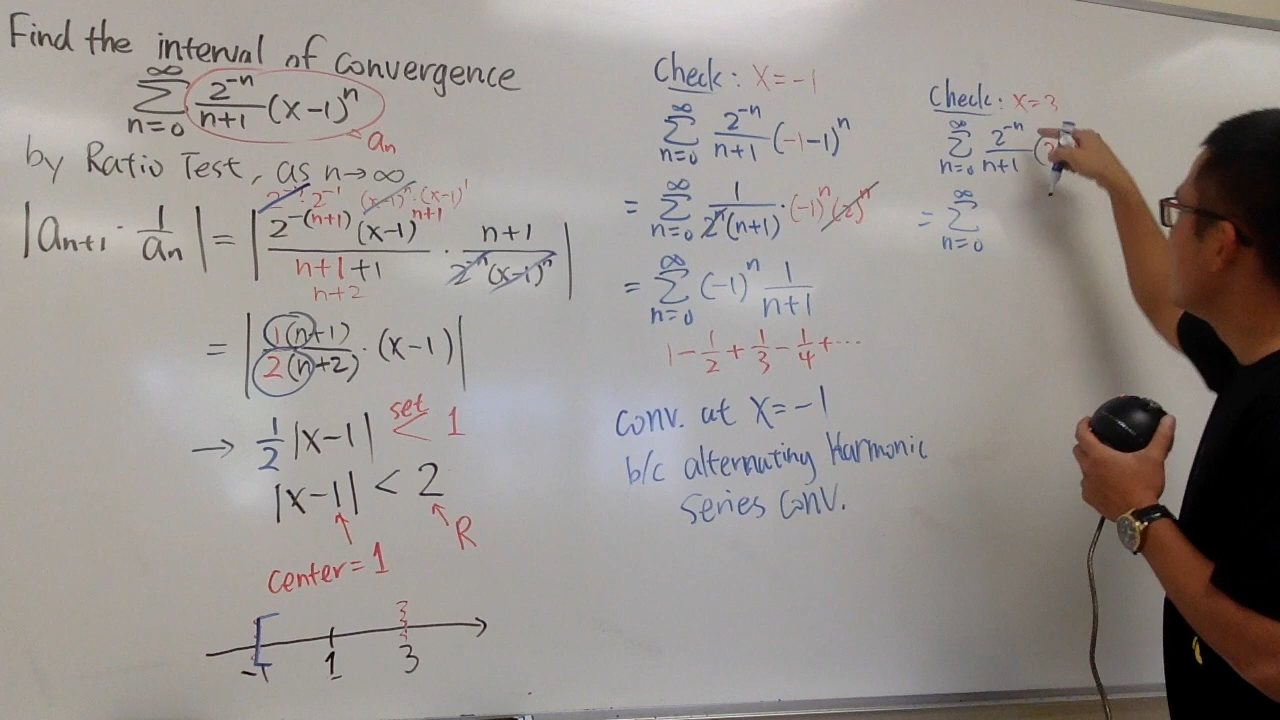 Find the interval of convergence
∞ ∑ n=0 2^{-n}/(n+1) (x-1)^n
a_n
by Ratio Test, as n→∞
2^{-n}·2^{-1} (x-1)^n·(x-1)^1
|a_{n+1} · 1/a_n| = | 2^{-(n+1)} (x-1)^{n+1} / (n+1+1) · (n+1) / (2^{-n} (x-1)^n) |
n+2
= | 1(n+1) / 2(n+2) · (x-1) |
→ 1/2 |x-1| < 1
set
|x-1| < 2
R
center = 1
3
-1 1 3
Check: x=-1
∞ ∑ n=0 2^{-n}/(n+1) (-1-1)^n
= ∞ ∑ n=0 1/(2^n (n+1)) · (-1)^n (2)^n
= ∞ ∑ n=0 (-1)^n 1/(n+1)
1 - 1/2 + 1/3 - 1/4 + ...
Conv. at x=-1
b/c alternating Harmonic
series conv.
Check: x=3
∞ ∑ n=0 2^{-n}/(n+1) (
= ∞ ∑ n=0